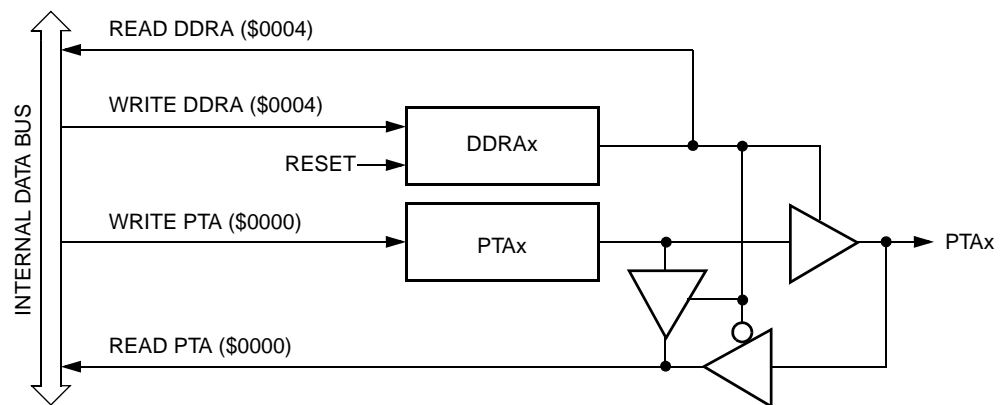 READ DDRA ($0004)
WRITE DDRA ($0004)
DDRAx
RESET
INTERNAL DATA BUS
WRITE PTA ($0000)
PTAx
PTAx
READ PTA ($0000)